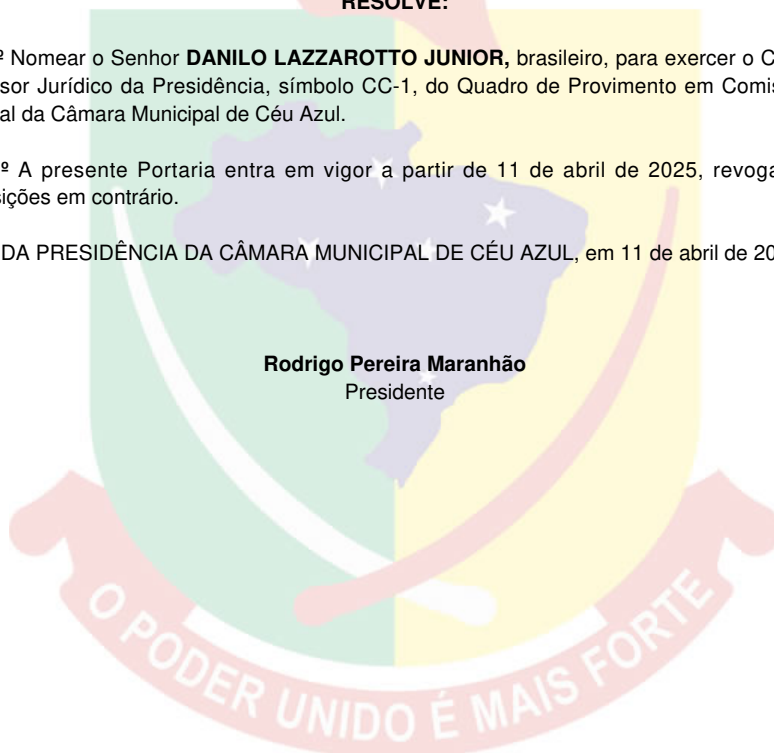 RESOLVE:
º Nomear o Senhor DANILO LAZZAROTTO JUNIOR, brasileiro, para exercer o C
sor Jurídico da Presidência, símbolo CC-1, do Quadro de Provimento em Comis
al da Câmara Municipal de Céu Azul.
º A presente Portaria entra em vigor a partir de 11 de abril de 2025, revoga
sições em contrário.
DA PRESIDÊNCIA DA CÂMARA MUNICIPAL DE CÉU AZUL, em 11 de abril de 20
Rodrigo Pereira Maranhão
Presidente
O PODER UNIDO É MAIS FORTE